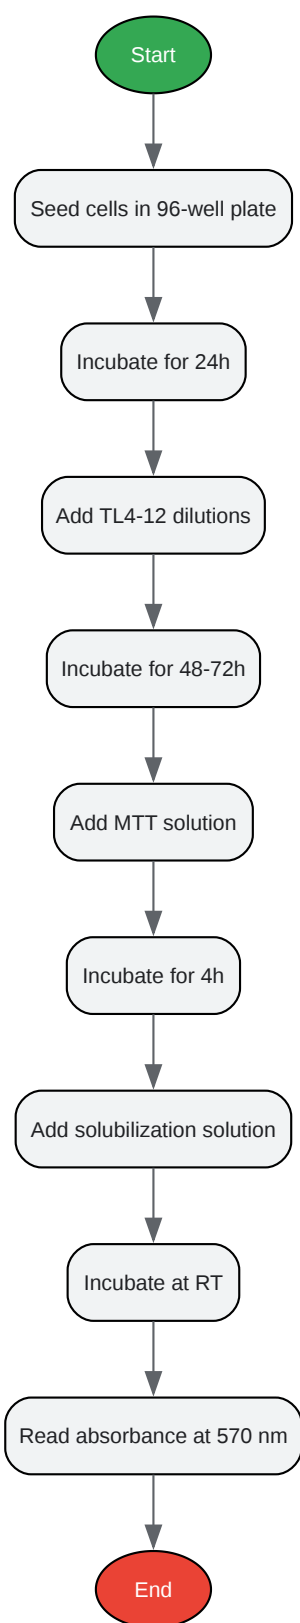 Start
Seed cells in 96-well plate
Incubate for 24h
Add TL4-12 dilutions
Incubate for 48-72h
Add MTT solution
Incubate for 4h
Add solubilization solution
Incubate at RT
Read absorbance at 570 nm
End